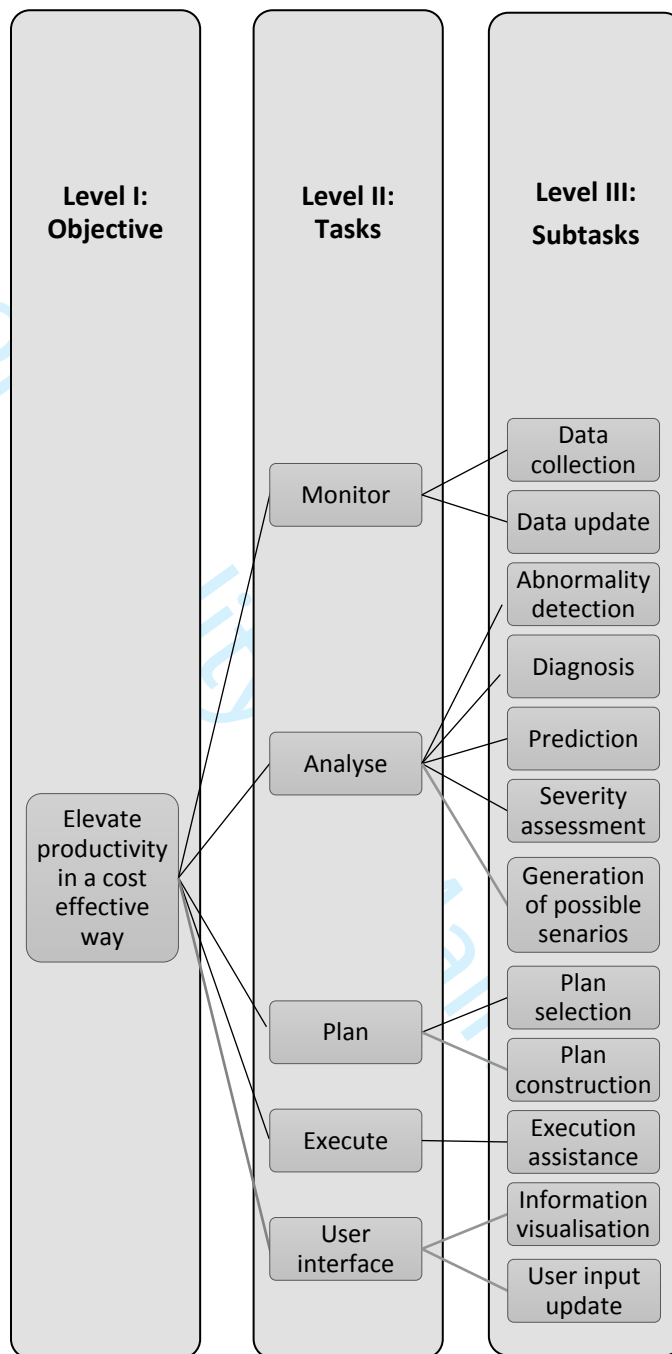 Level I:
Objective
Level II:
Tasks
Level III:
Subtasks
Elevate
productivity
in a cost
effective
way
Monitor
Analyse
Plan
Execute
User
interface
Data
collection
Data update
Abnormality
detection
Diagnosis
Prediction
Severity
assessment
Generation
of possible
senarios
Plan
selection
Plan
construction
Execution
assistance
Information
visualisation
User input
update